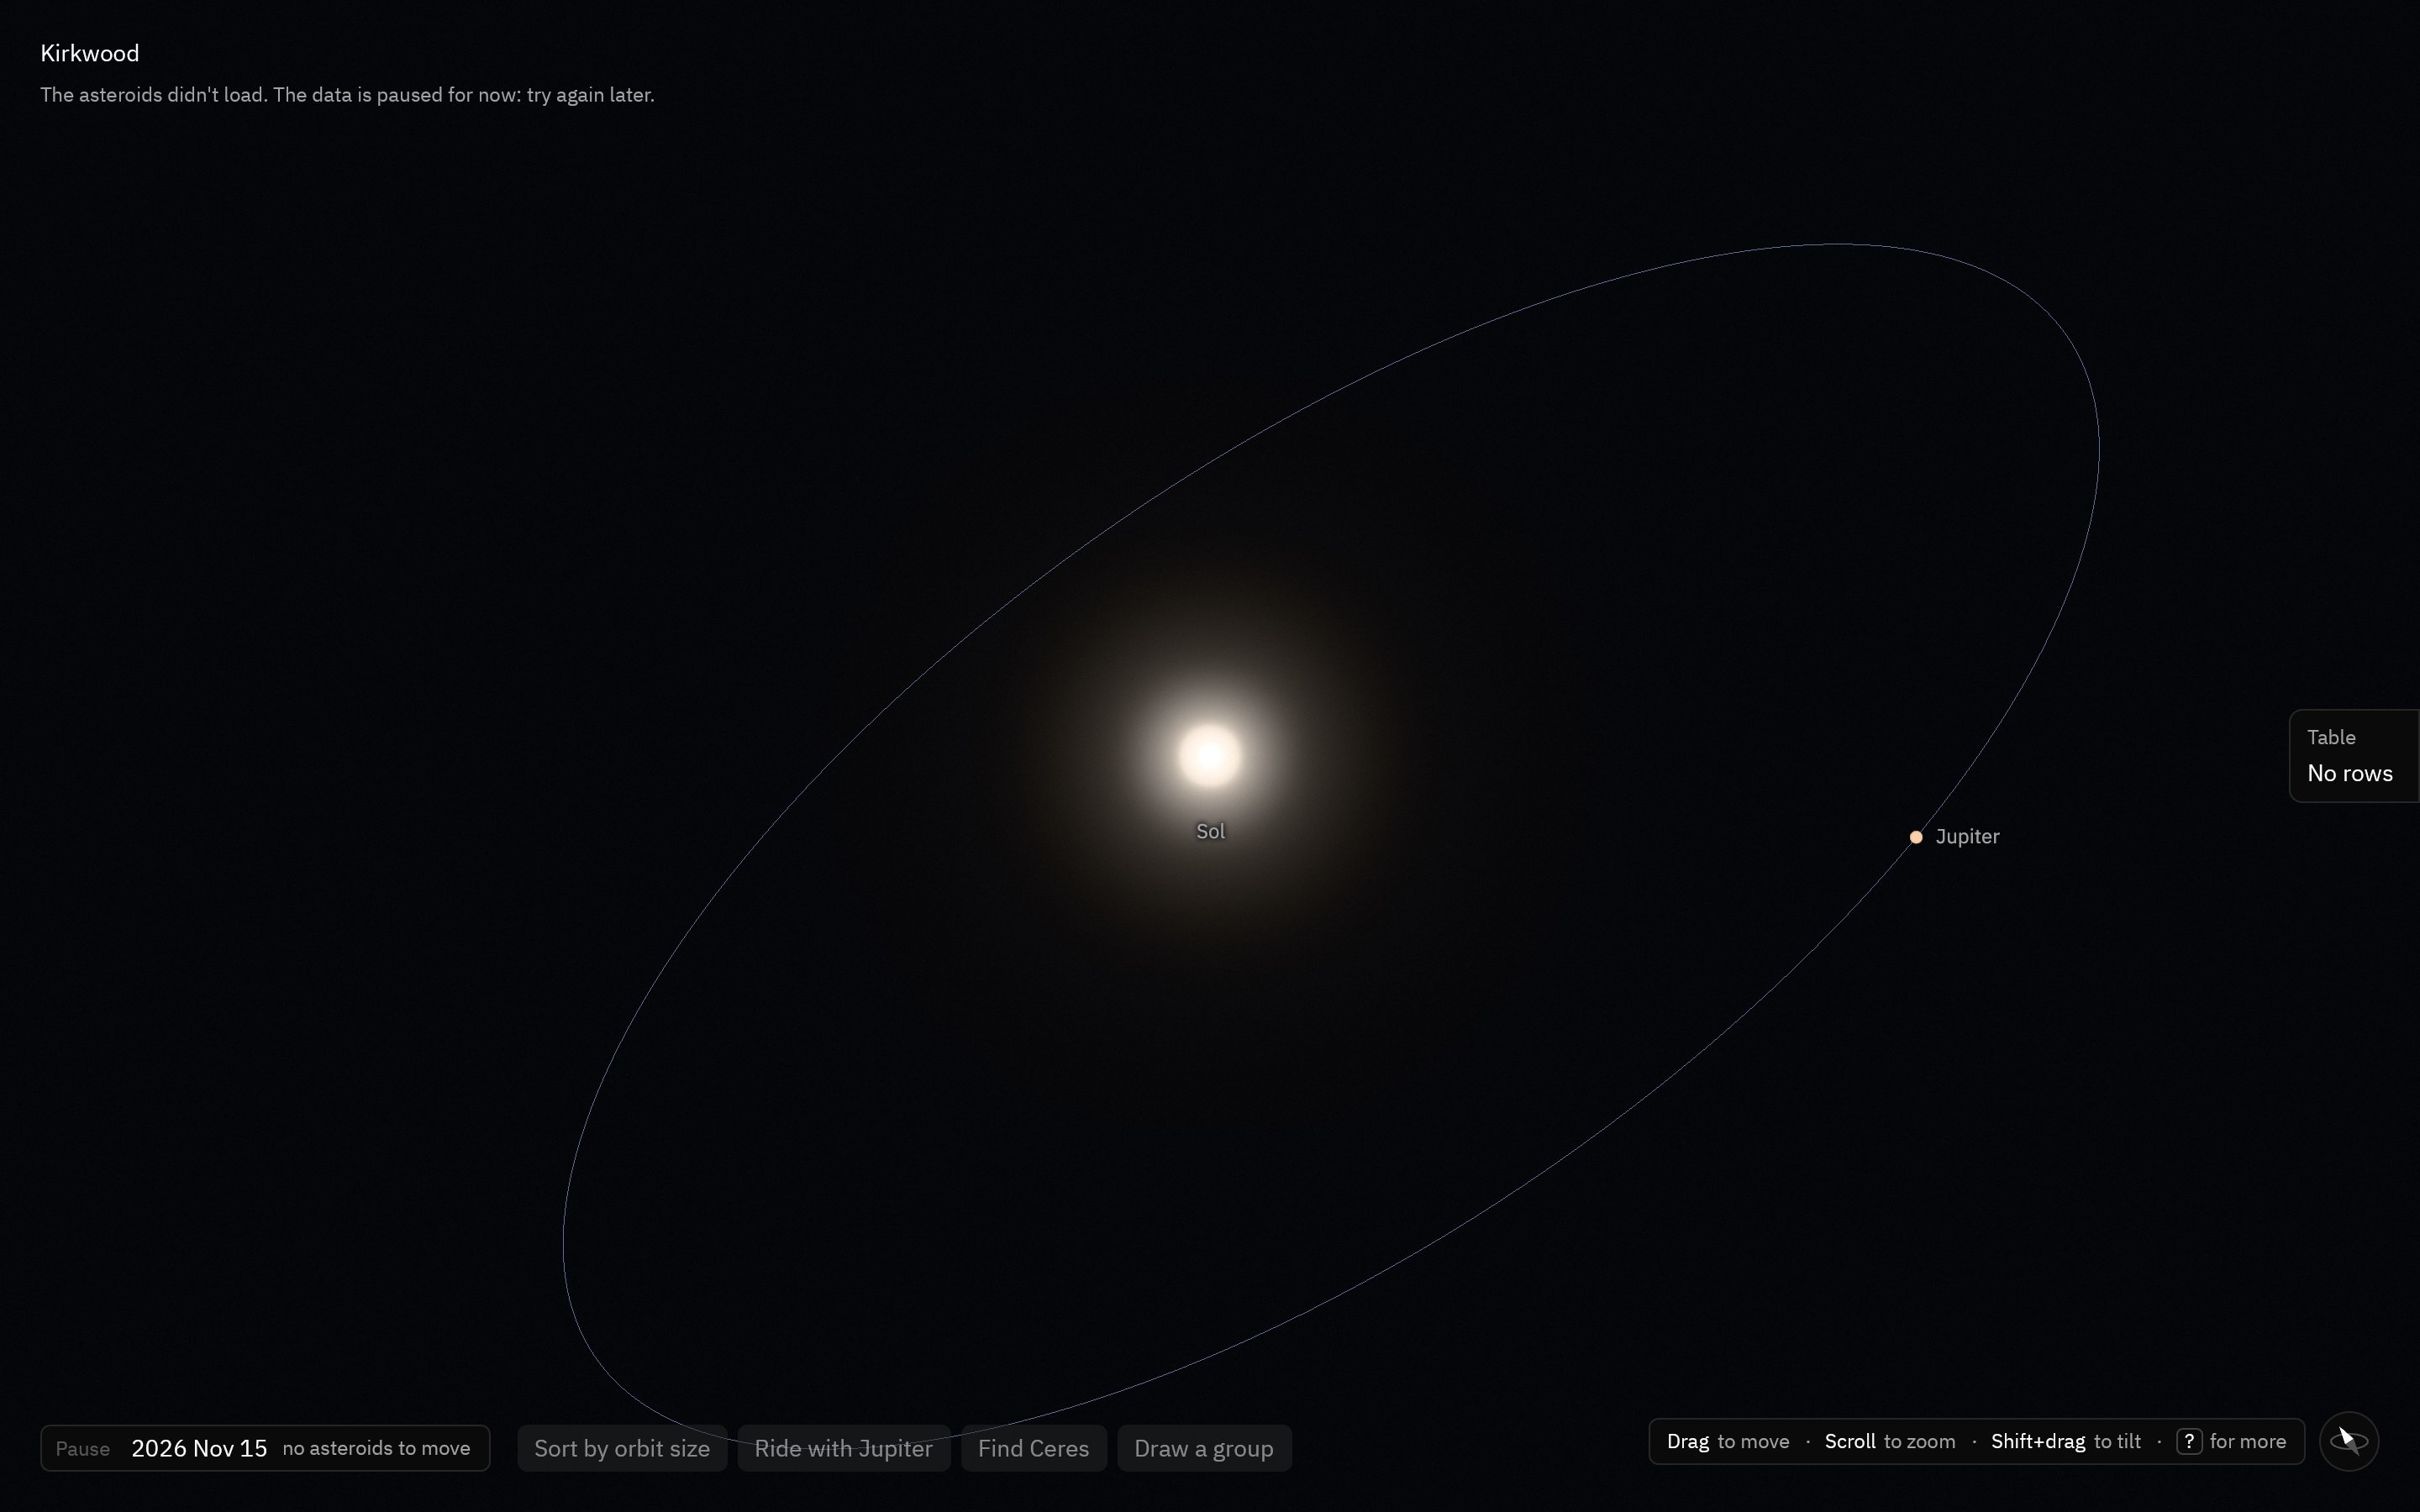 Kirkwood
The asteroids didn't load. The data is paused for now: try again later.
Sol
Jupiter
Table
No rows
Pause 2026 Nov 15 no asteroids to move
Sort by orbit size
Ride with Jupiter
Find Ceres
Draw a group
Drag to move · Scroll to zoom · Shift+drag to tilt · ? for more